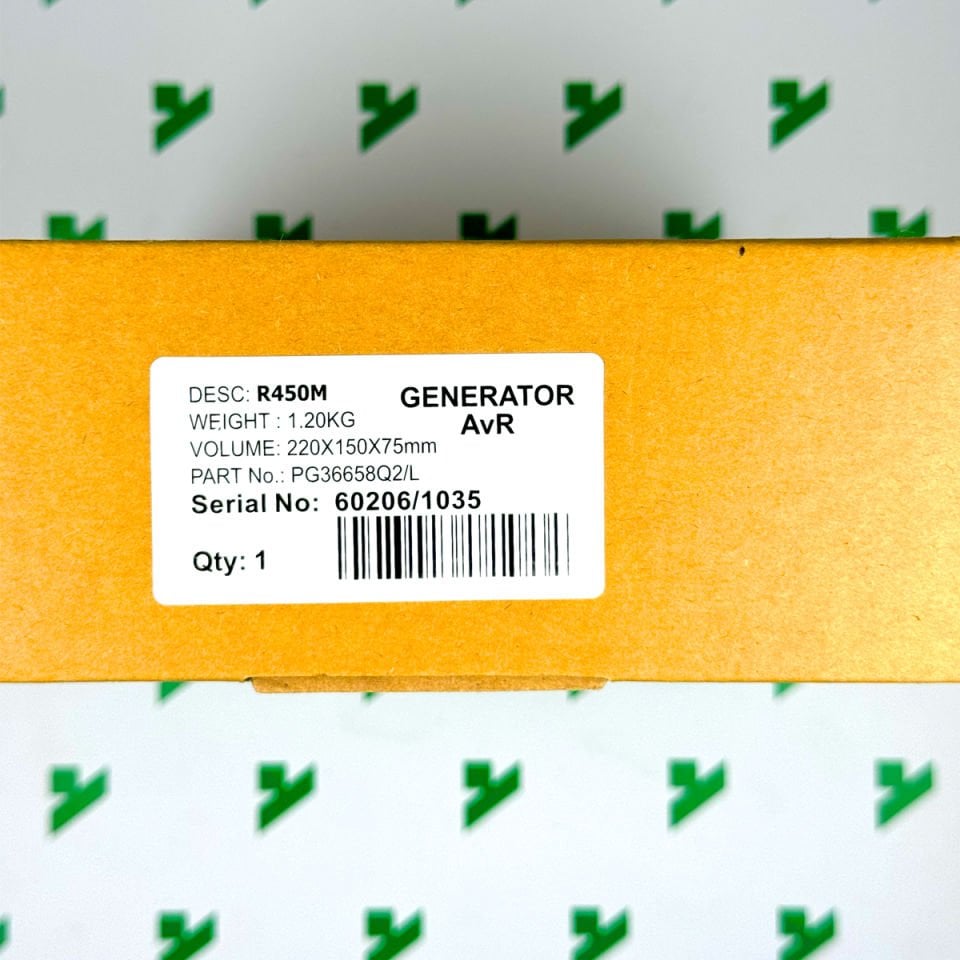 DESC: R450M
GENERATOR
AvR
WEIGHT : 1.20KG
VOLUME: 220X150X75mm
PART No.: PG36658Q2/L
Serial No: 60206/1035
Qty: 1